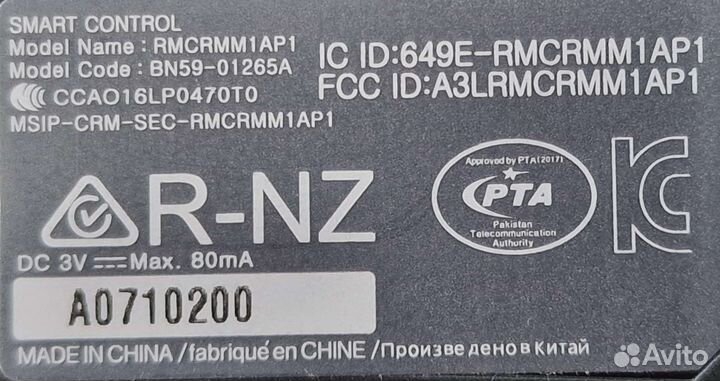 SMART CONTROL
Model Name : RMCRMM1AP1
Model Code : BN59-01265A
CCAO16LP0470T0
MSIP-CRM-SEC-RMCRMM1AP1
IC ID:649E-RMCRMM1AP1
FCC ID:A3LRMCRMM1AP1
R-NZ
Approved by PTA(2017)
PTA
Pakistan
Telecommunication
Authority
DC 3V Max. 80mA
A0710200
MADE IN CHINA /fabriqué en CHINE /Произведено в Китай
Avito